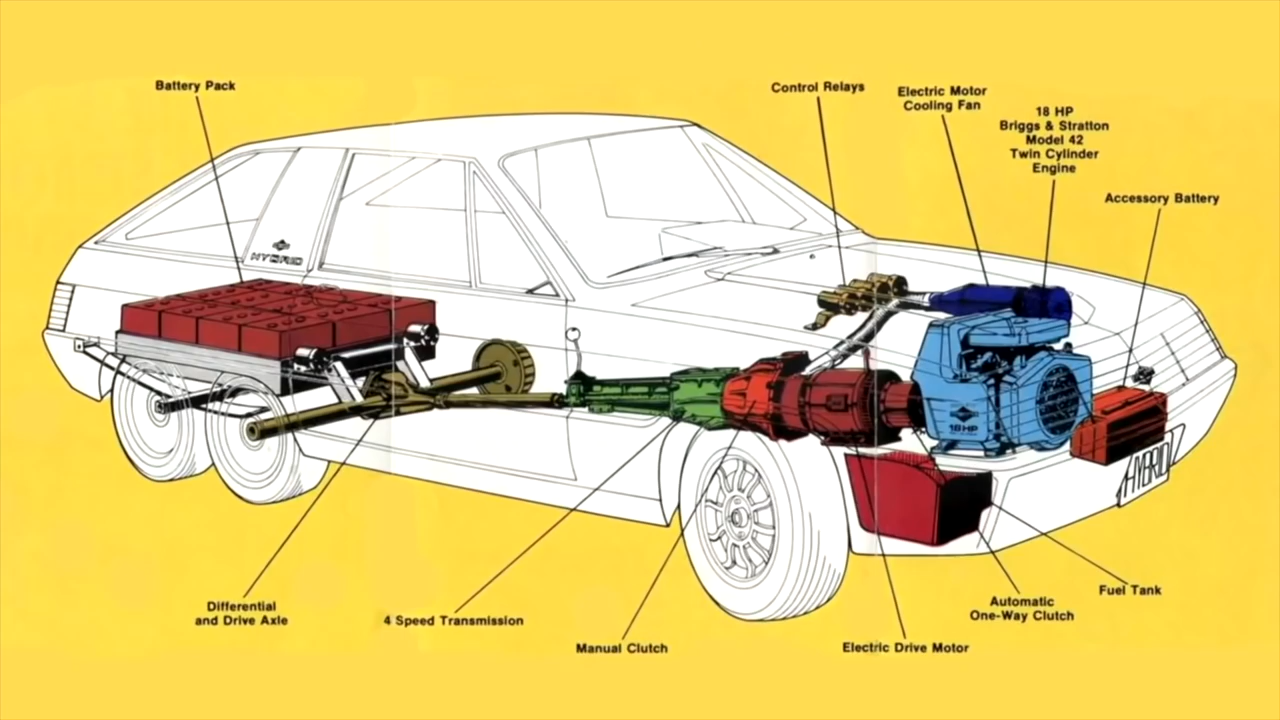 Battery Pack
Control Relays
Electric Motor
Cooling Fan
18 HP
Briggs & Stratton
Model 42
Twin Cylinder
Engine
Accessory Battery
HYBRID
18 HP
HYBRID
Differential
and Drive Axle
4 Speed Transmission
Manual Clutch
Electric Drive Motor
Automatic
One-Way Clutch
Fuel Tank